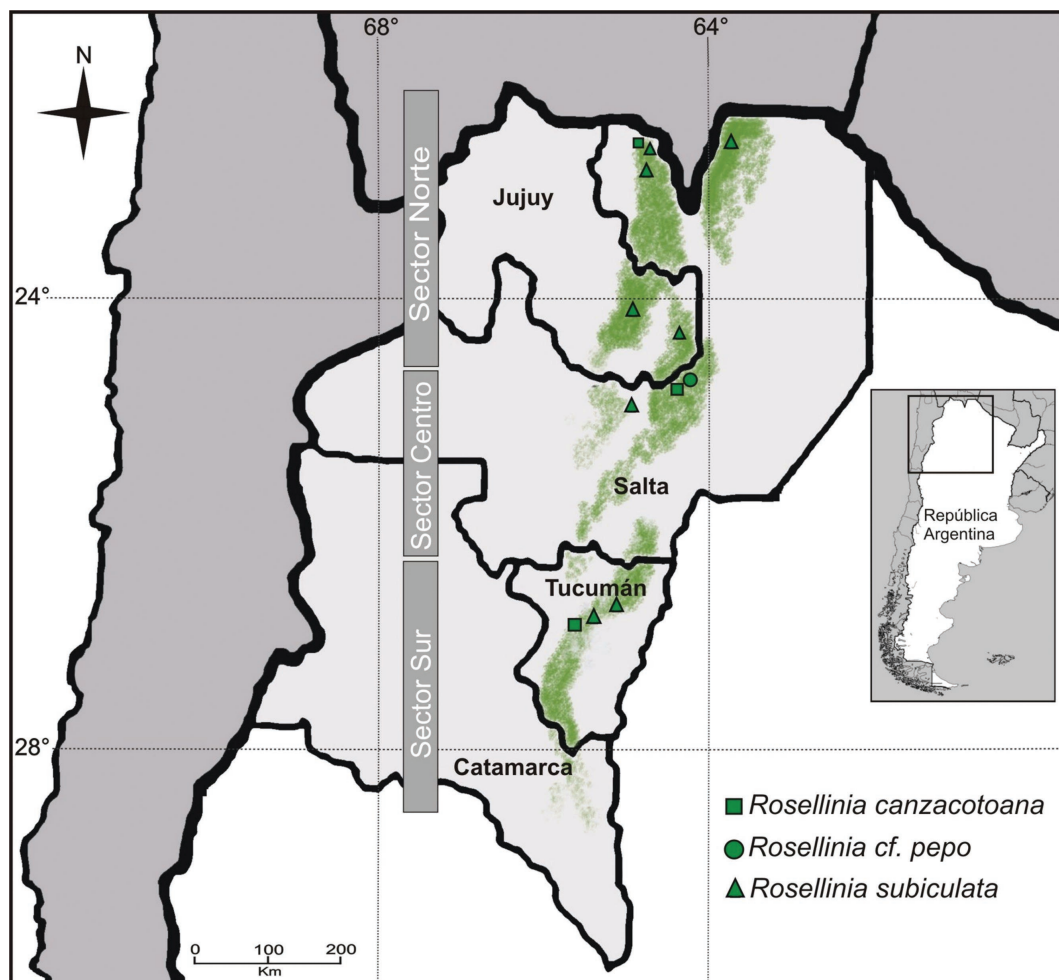 68°
64°
N
Sector Norte
Jujuy
24°
Sector Centro
Salta
República
Argentina
Tucumán
Sector Sur
28°
Catamarca
Rosellinia canzacotoana
Rosellinia cf. pepo
Rosellinia subiculata
0 100 200
Km